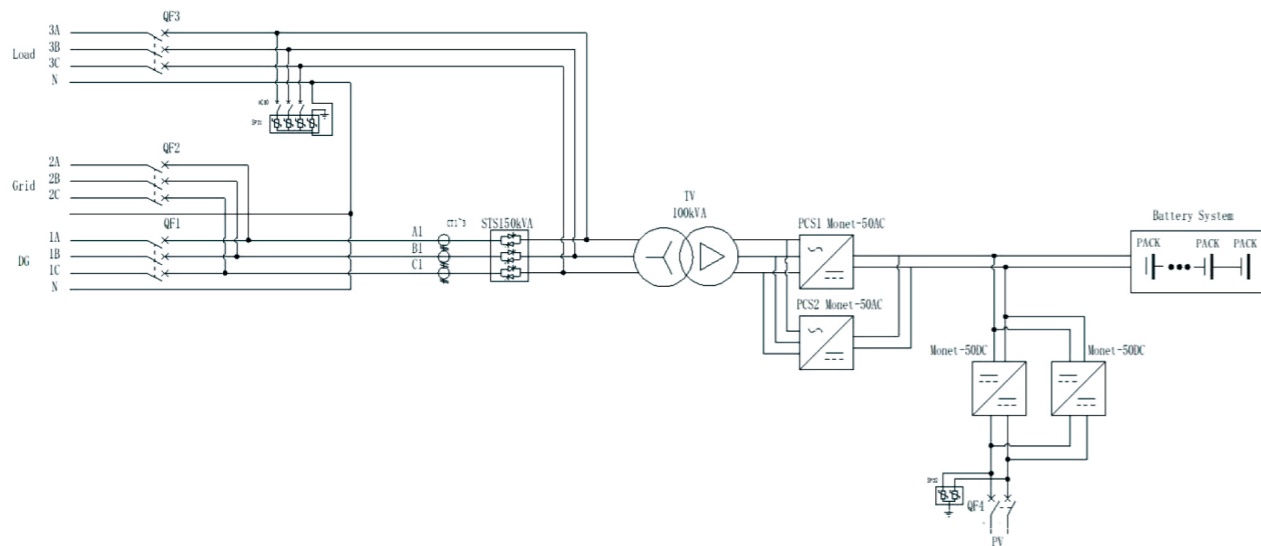 QF3
3A
3B
Load
3C
N
QF2
2A
2B
Grid
2C
QF1
1A
1B
DG
1C
N
A1
B1
C1
STS150kVA
TV
100kVA
PCS1 Monet-50AC
PCS2 Monet-50AC
Battery System
PACK
PACK
PACK
Monet-50DC
Monet-50DC
QF4
PV